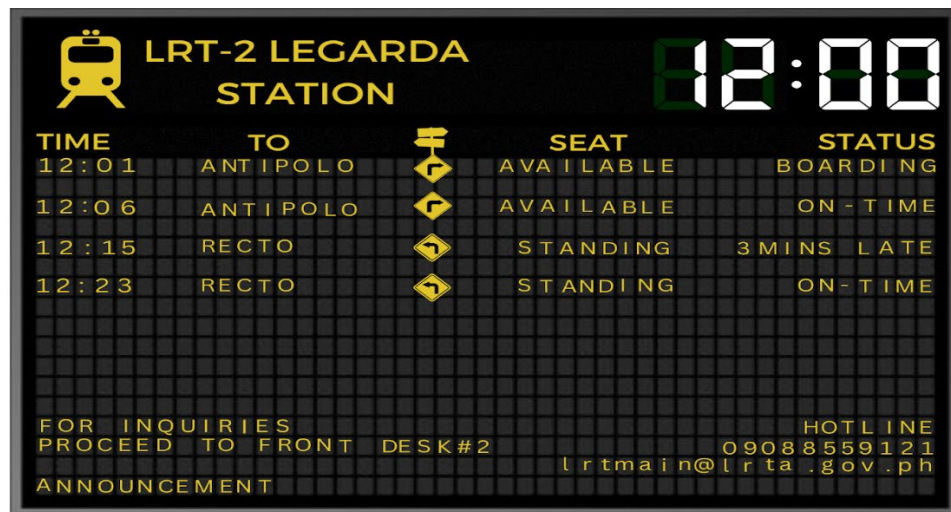 LRT-2 LEGARDA
STATION
12:00
TIME TO SEAT STATUS
12:01 ANTIPOLO AVAILABLE BOARDING
12:06 ANTIPOLO AVAILABLE ON-TIME
12:15 RECTO STANDING 3MINS LATE
12:23 RECTO STANDING ON-TIME
FOR INQUIRIES
PROCEED TO FRONT DESK#2
HOTLINE
09088559121
lrtmain@lrta.gov.ph
ANNOUNCEMENT